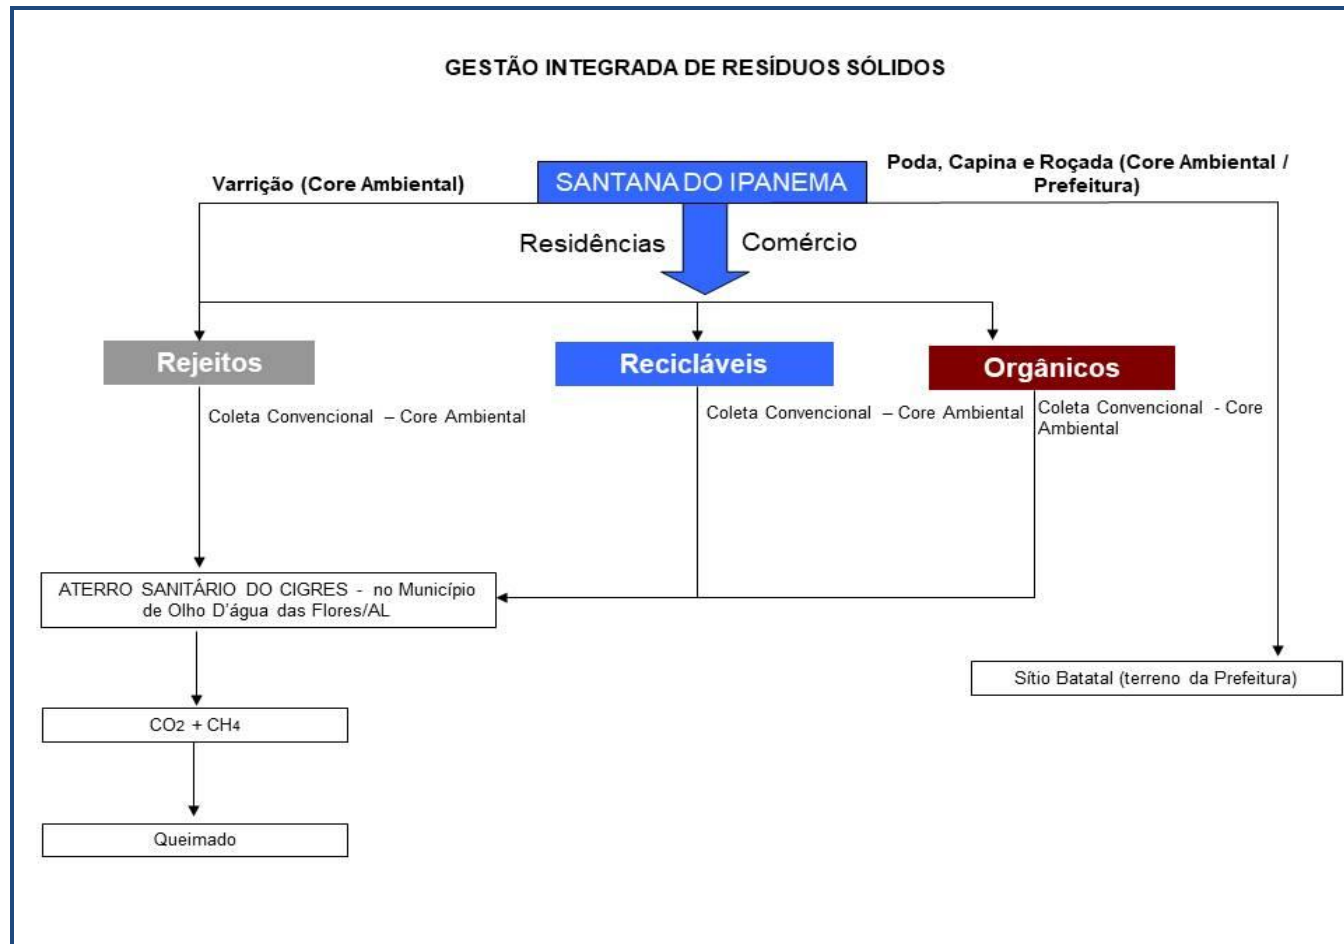 GESTÃO INTEGRADA DE RESÍDUOS SÓLIDOS
Varrição (Core Ambiental)
SANTANA DO IPANEMA
Poda, Capina e Roçada (Core Ambiental /
Prefeitura)
Residências
Comércio
Rejeitos
Recicláveis
Orgânicos
Coleta Convencional – Core Ambiental
Coleta Convencional – Core Ambiental
Coleta Convencional - Core
Ambiental
ATERRO SANITÁRIO DO CIGRES - no Município
de Olho D'água das Flores/AL
Sítio Batatal (terreno da Prefeitura)
CO2 + CH4
Queimado